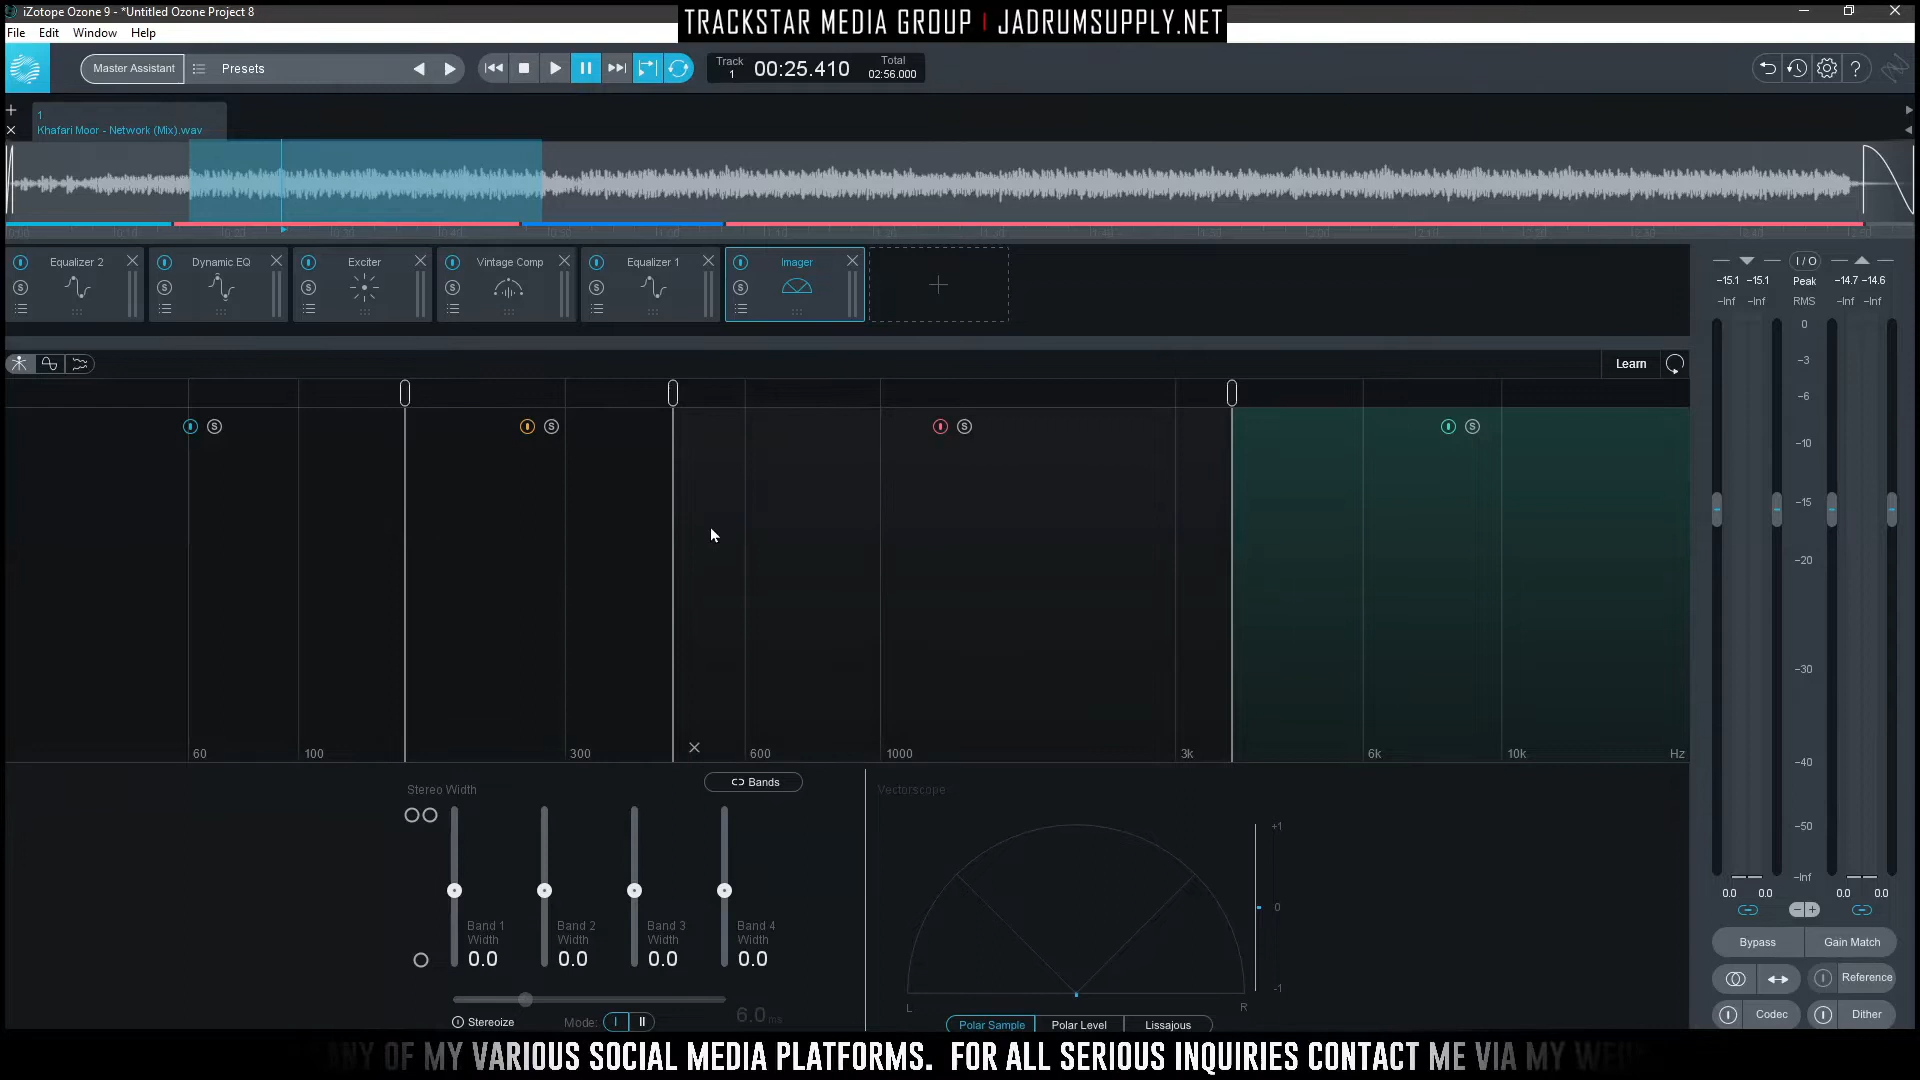 iZotope Ozone 9 - *Untitled Ozone Project 8
TRACKSTAR MEDIA GROUP | JADRUMSUPPLY.NET
File Edit Window Help
Master Assistant Presets
Track 1 00:25.410 Total 02:56.000
?
1
Khafari Moor - Network (Mix).wav
Equalizer 2 Dynamic EQ Exciter Vintage Comp Equalizer 1 Imager
S S S S S S
I / O
-15.1 -15.1 Peak -14.7 -14.6
-Inf -Inf RMS -Inf -Inf
Learn
S S S S
0
-3
-6
-10
-15
-20
-30
-40
-50
-Inf
60 100 300 600 1000 3k 6k 10k Hz
Stereo Width
Bands
Vectorscope
+1
0
-1
L R
Band 1 Width 0.0
Band 2 Width 0.0
Band 3 Width 0.0
Band 4 Width 0.0
Stereoize Mode: I II 6.0 ms
Polar Sample Polar Level Lissajous
0.0 0.0 0.0 0.0
Bypass Gain Match
Reference
Codec Dither
ANY OF MY VARIOUS SOCIAL MEDIA PLATFORMS. FOR ALL SERIOUS INQUIRIES CONTACT ME VIA MY